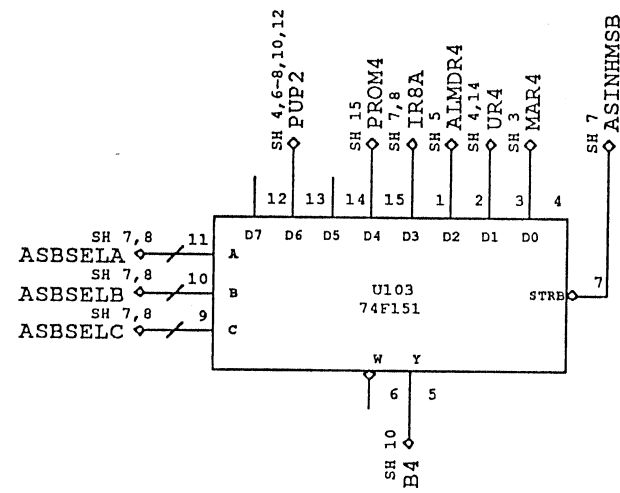 SH 4,6-8,10,12
PUP2
SH 15
PROM4
SH 7,8
IR8A
SH 5
ALMDR4
SH 4,14
UR4
SH 3
MAR4
SH 7
ASINHMSB
12 13 14 15 1 2 3 4
D7 D6 D5 D4 D3 D2 D1 D0
SH 7,8
ASBSELA 11 A
SH 7,8
ASBSELB 10 B
SH 7,8
ASBSELC 9 C
U103
74F151
STRB 7
W Y
6 5
SH 10
B4